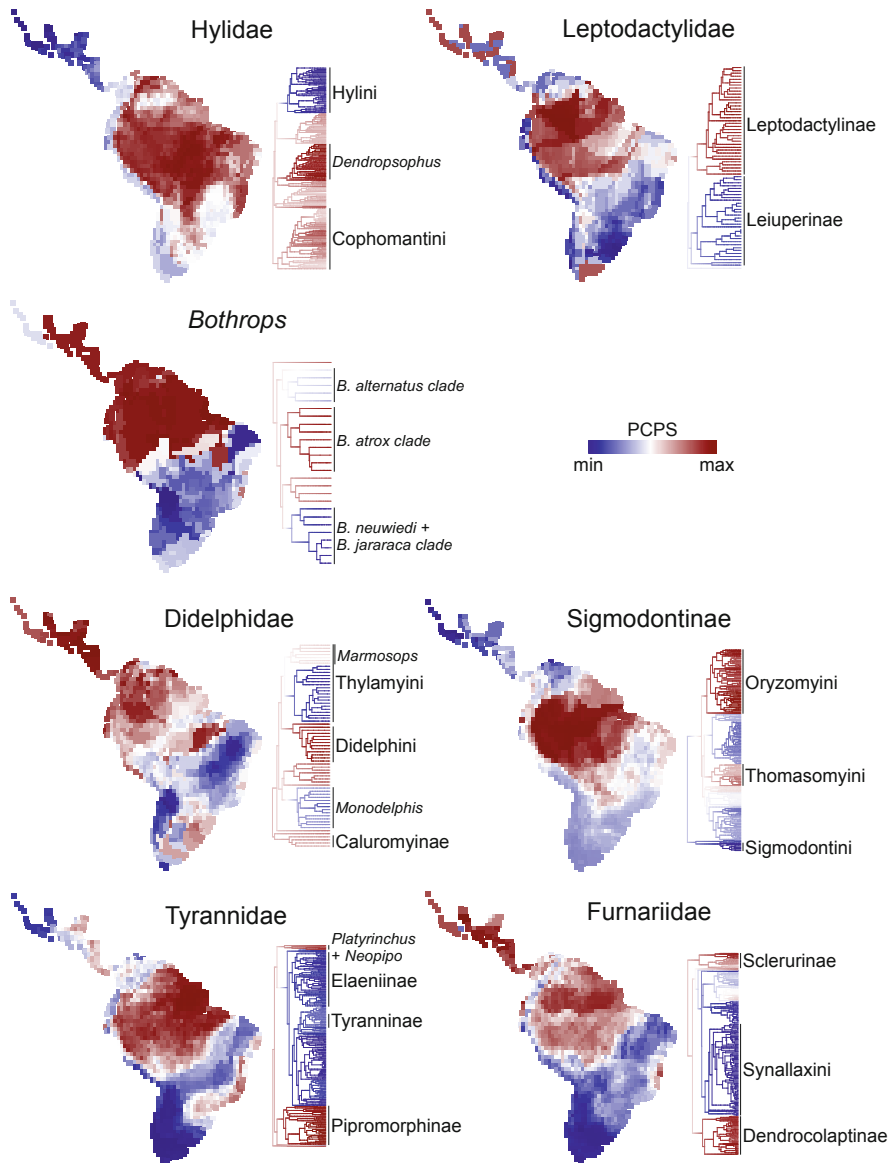 Hylidae
Hylini
Dendropsophus
Cophomantini
Leptodactylidae
Leptodactylinae
Leiuperinae
Bothrops
B. alternatus clade
B. atrox clade
B. neuwiedi +
B. jararaca clade
PCPS
min max
Didelphidae
Marmosops
Thylamyini
Didelphini
Monodelphis
Caluromyinae
Sigmodontinae
Oryzomyini
Thomasomyini
Sigmodontini
Tyrannidae
Platyrinchus
+ Neopipo
Elaeniinae
Tyranninae
Pipromorphinae
Furnariidae
Sclerurinae
Synallaxini
Dendrocolaptinae